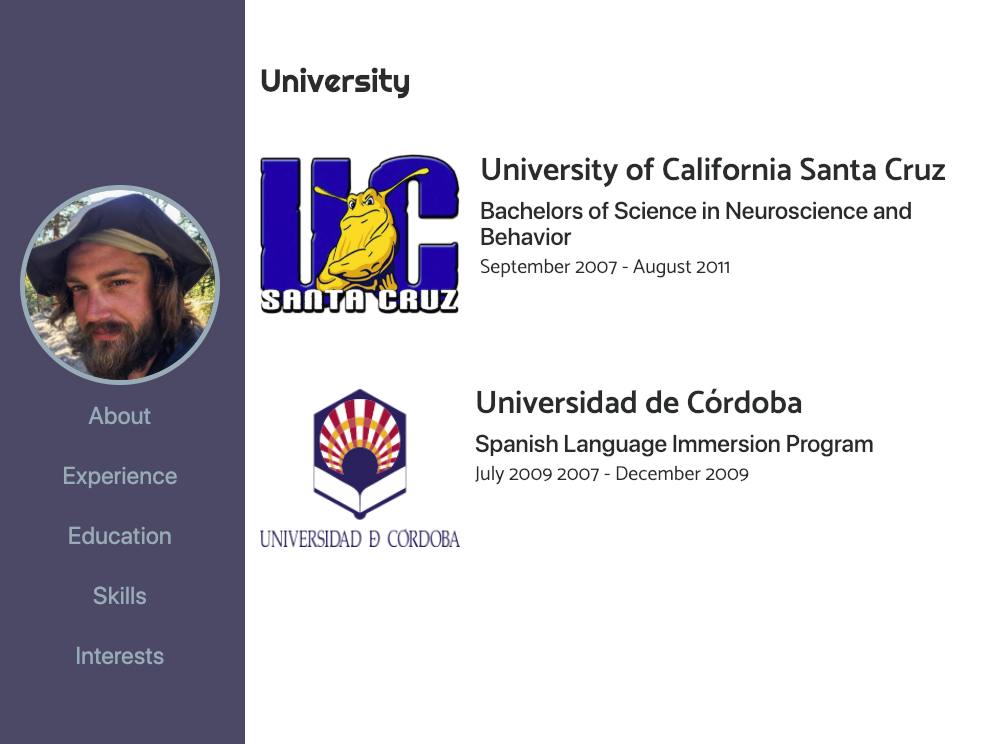 About
Experience
Education
Skills
Interests
University
UC
SANTA CRUZ
University of California Santa Cruz
Bachelors of Science in Neuroscience and
Behavior
September 2007 - August 2011
UNIVERSIDAD D CÓRDOBA
Universidad de Córdoba
Spanish Language Immersion Program
July 2009 2007 - December 2009